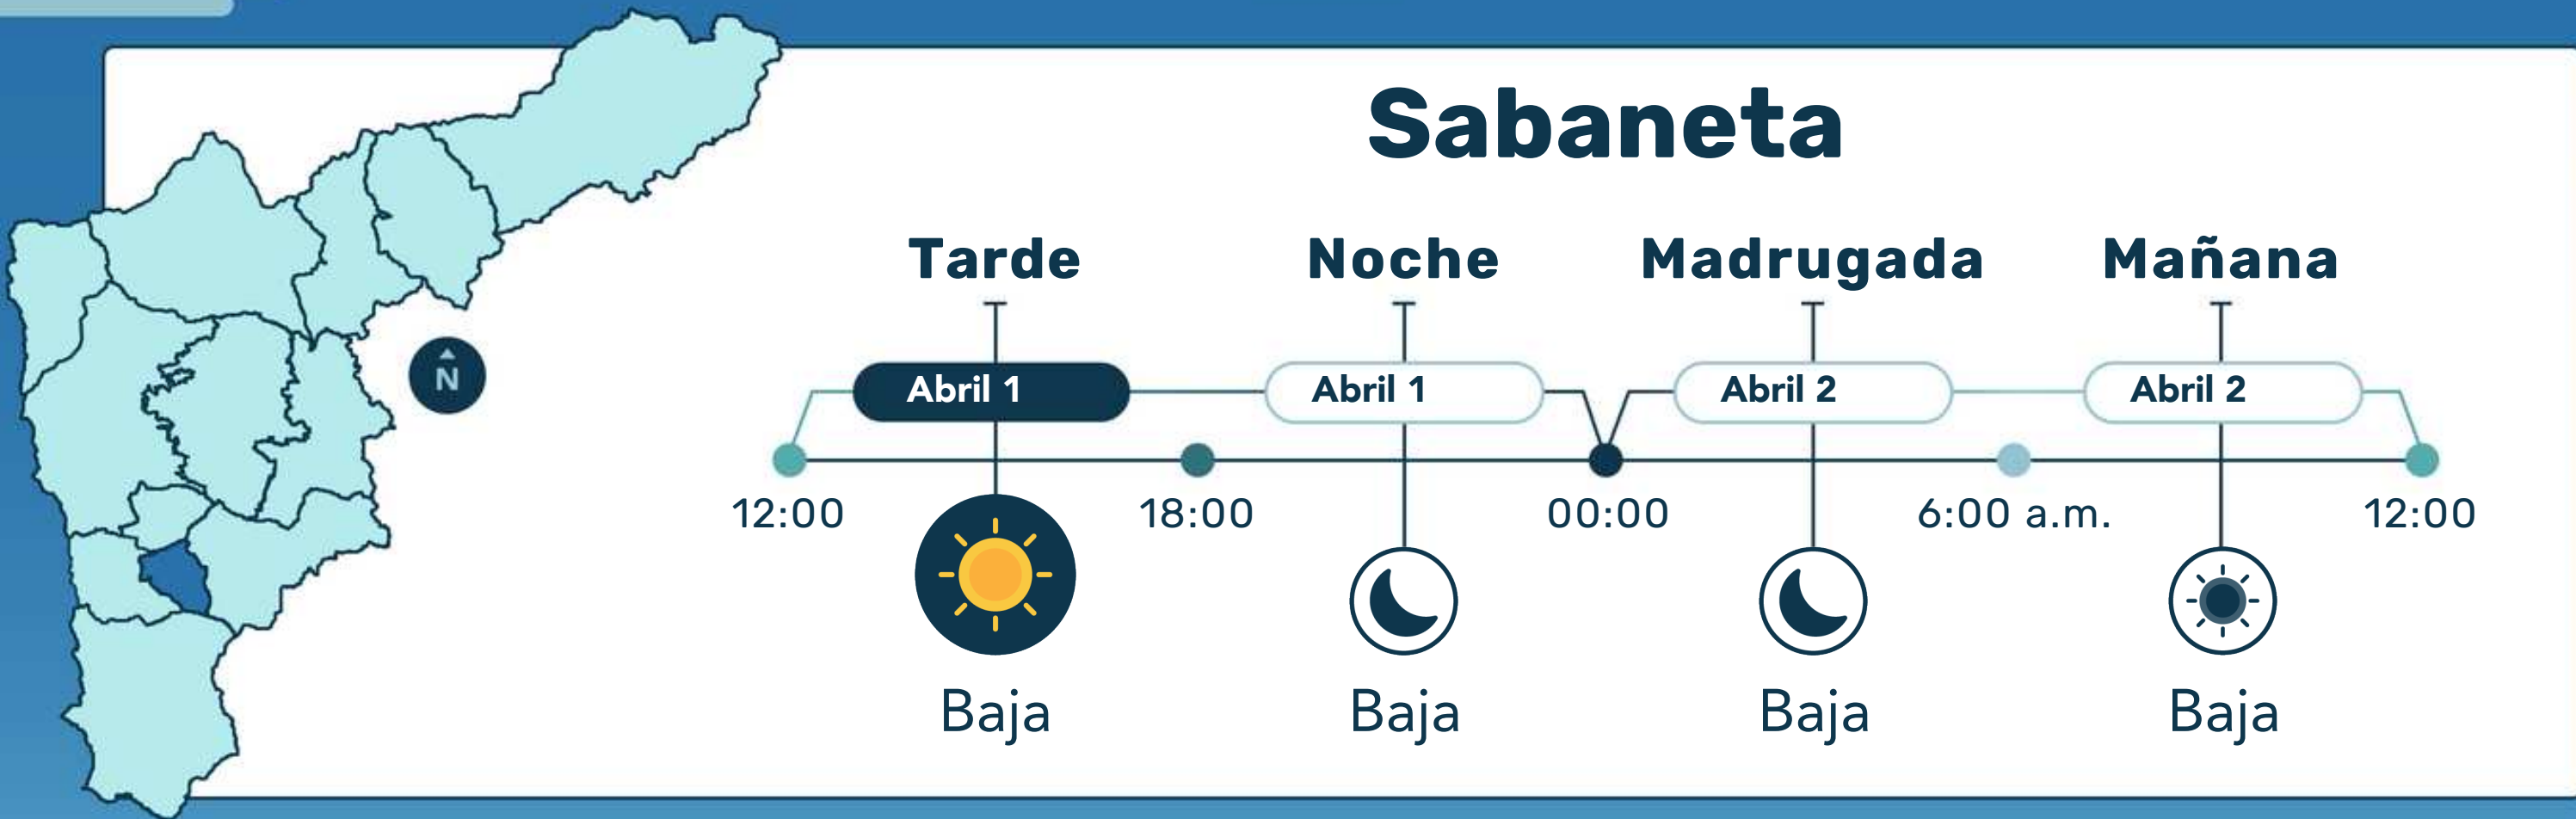 Sabaneta
Tarde Noche Madrugada Mañana
Abril 1 Abril 1 Abril 2 Abril 2
N
12:00 18:00 00:00 6:00 a.m. 12:00
Baja Baja Baja Baja